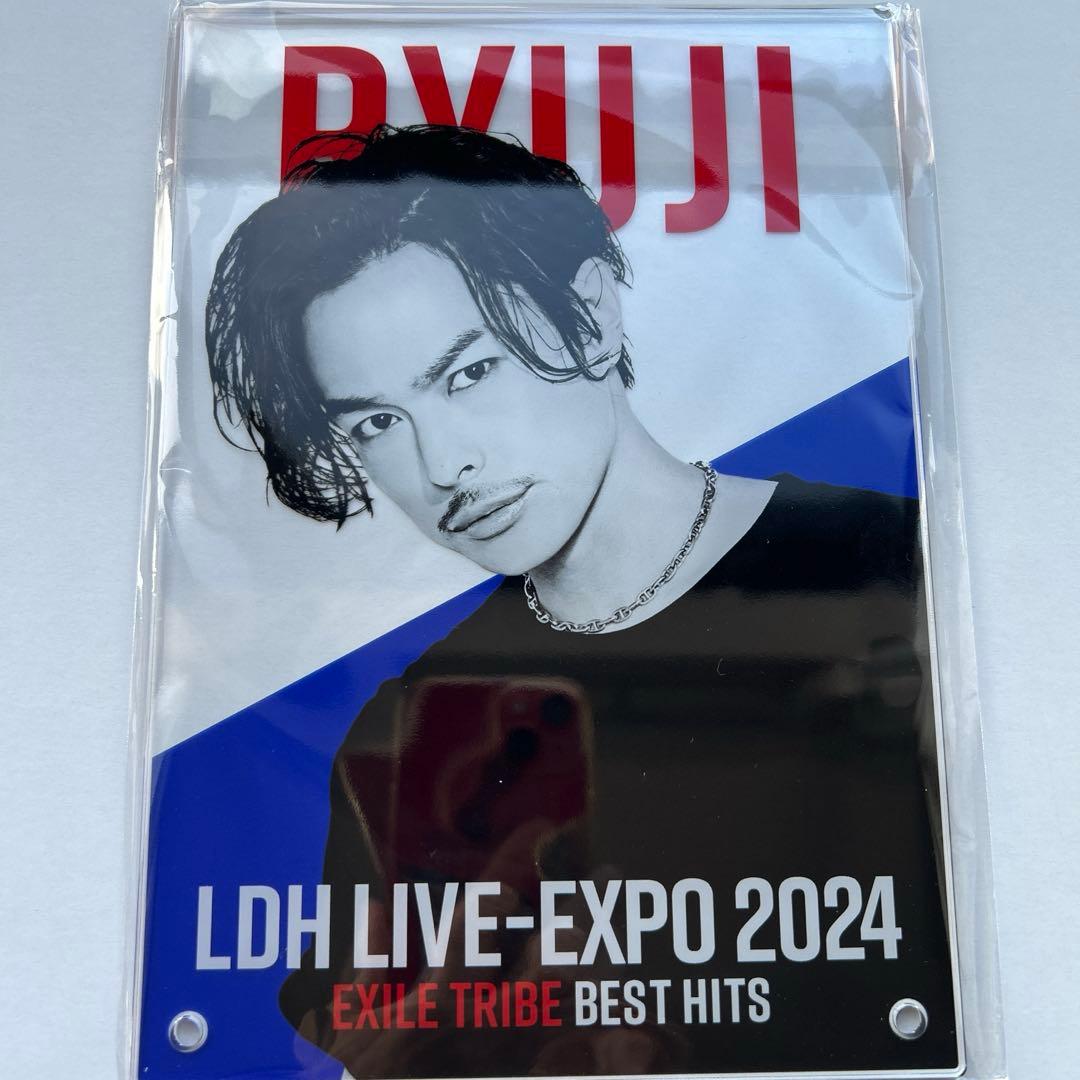 RYUJI
LDH LIVE-EXPO 2024
EXILE TRIBE BEST HITS